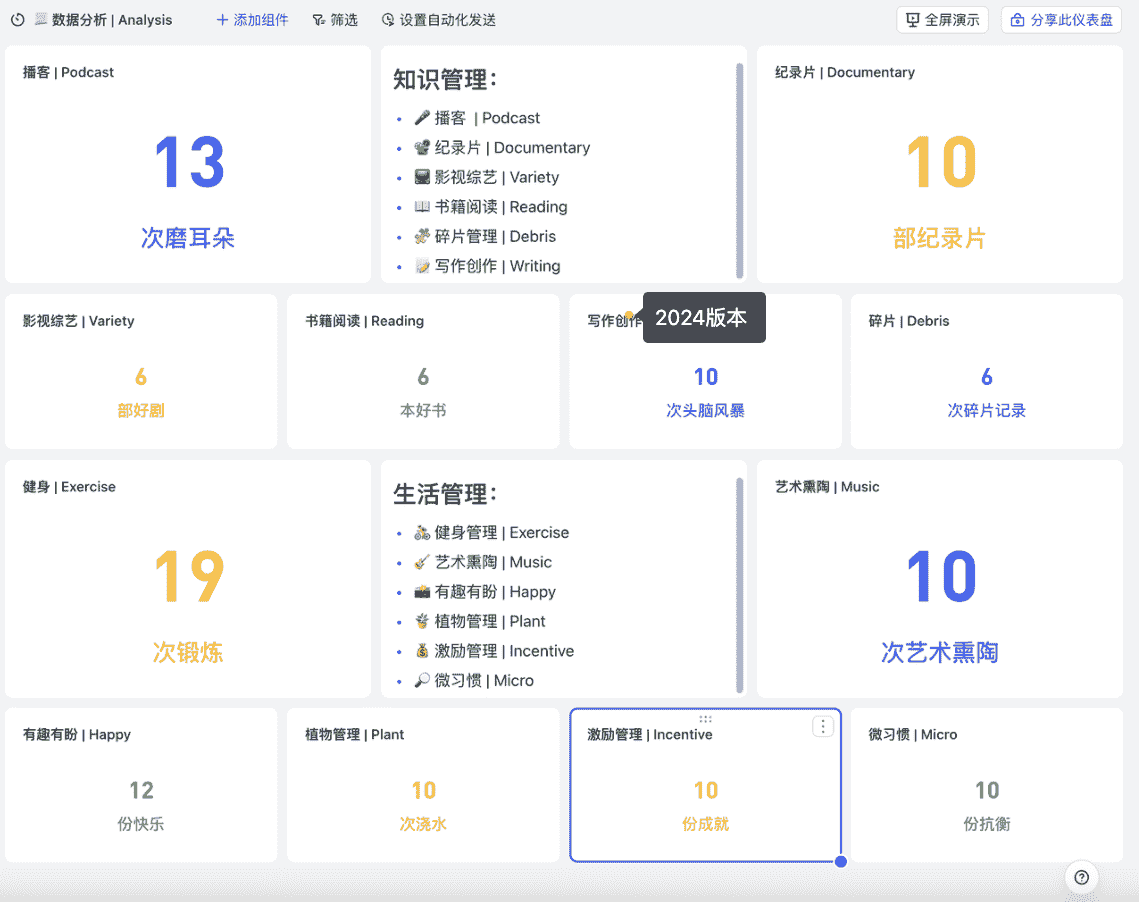 数据分析 | Analysis
添加组件
筛选
设置自动化发送
全屏演示
分享此仪表盘
播客 | Podcast
13
次磨耳朵
知识管理：
播客 | Podcast
纪录片 | Documentary
影视综艺 | Variety
书籍阅读 | Reading
碎片管理 | Debris
写作创作 | Writing
纪录片 | Documentary
10
部纪录片
影视综艺 | Variety
6
部好剧
书籍阅读 | Reading
6
本好书
写作创作
2024版本
10
次头脑风暴
碎片 | Debris
6
次碎片记录
健身 | Exercise
19
次锻炼
生活管理：
健身管理 | Exercise
艺术熏陶 | Music
有趣有盼 | Happy
植物管理 | Plant
激励管理 | Incentive
微习惯 | Micro
艺术熏陶 | Music
10
次艺术熏陶
有趣有盼 | Happy
12
份快乐
植物管理 | Plant
10
次浇水
激励管理 | Incentive
10
份成就
微习惯 | Micro
10
份抗衡